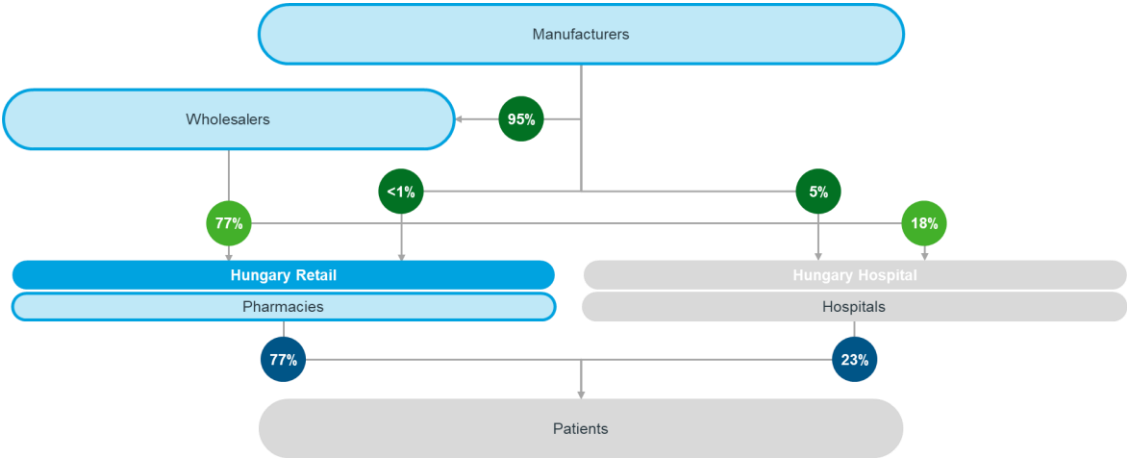 Manufacturers
Wholesalers
95%
<1%
5%
77%
18%
Hungary Retail
Hungary Hospital
Pharmacies
Hospitals
77%
23%
Patients